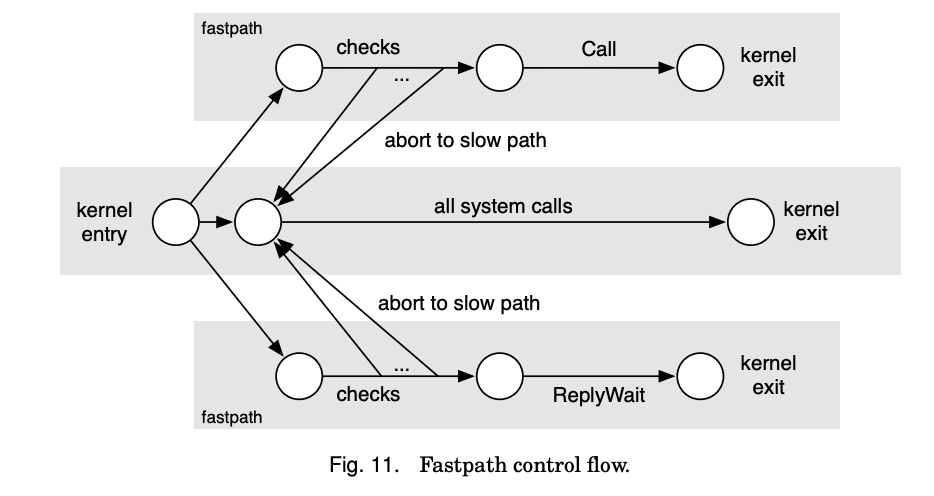 fastpath
checks
Call
kernel
exit
...
abort to slow path
kernel
entry
all system calls
kernel
exit
abort to slow path
...
checks
ReplyWait
kernel
exit
fastpath
Fig. 11. Fastpath control flow.